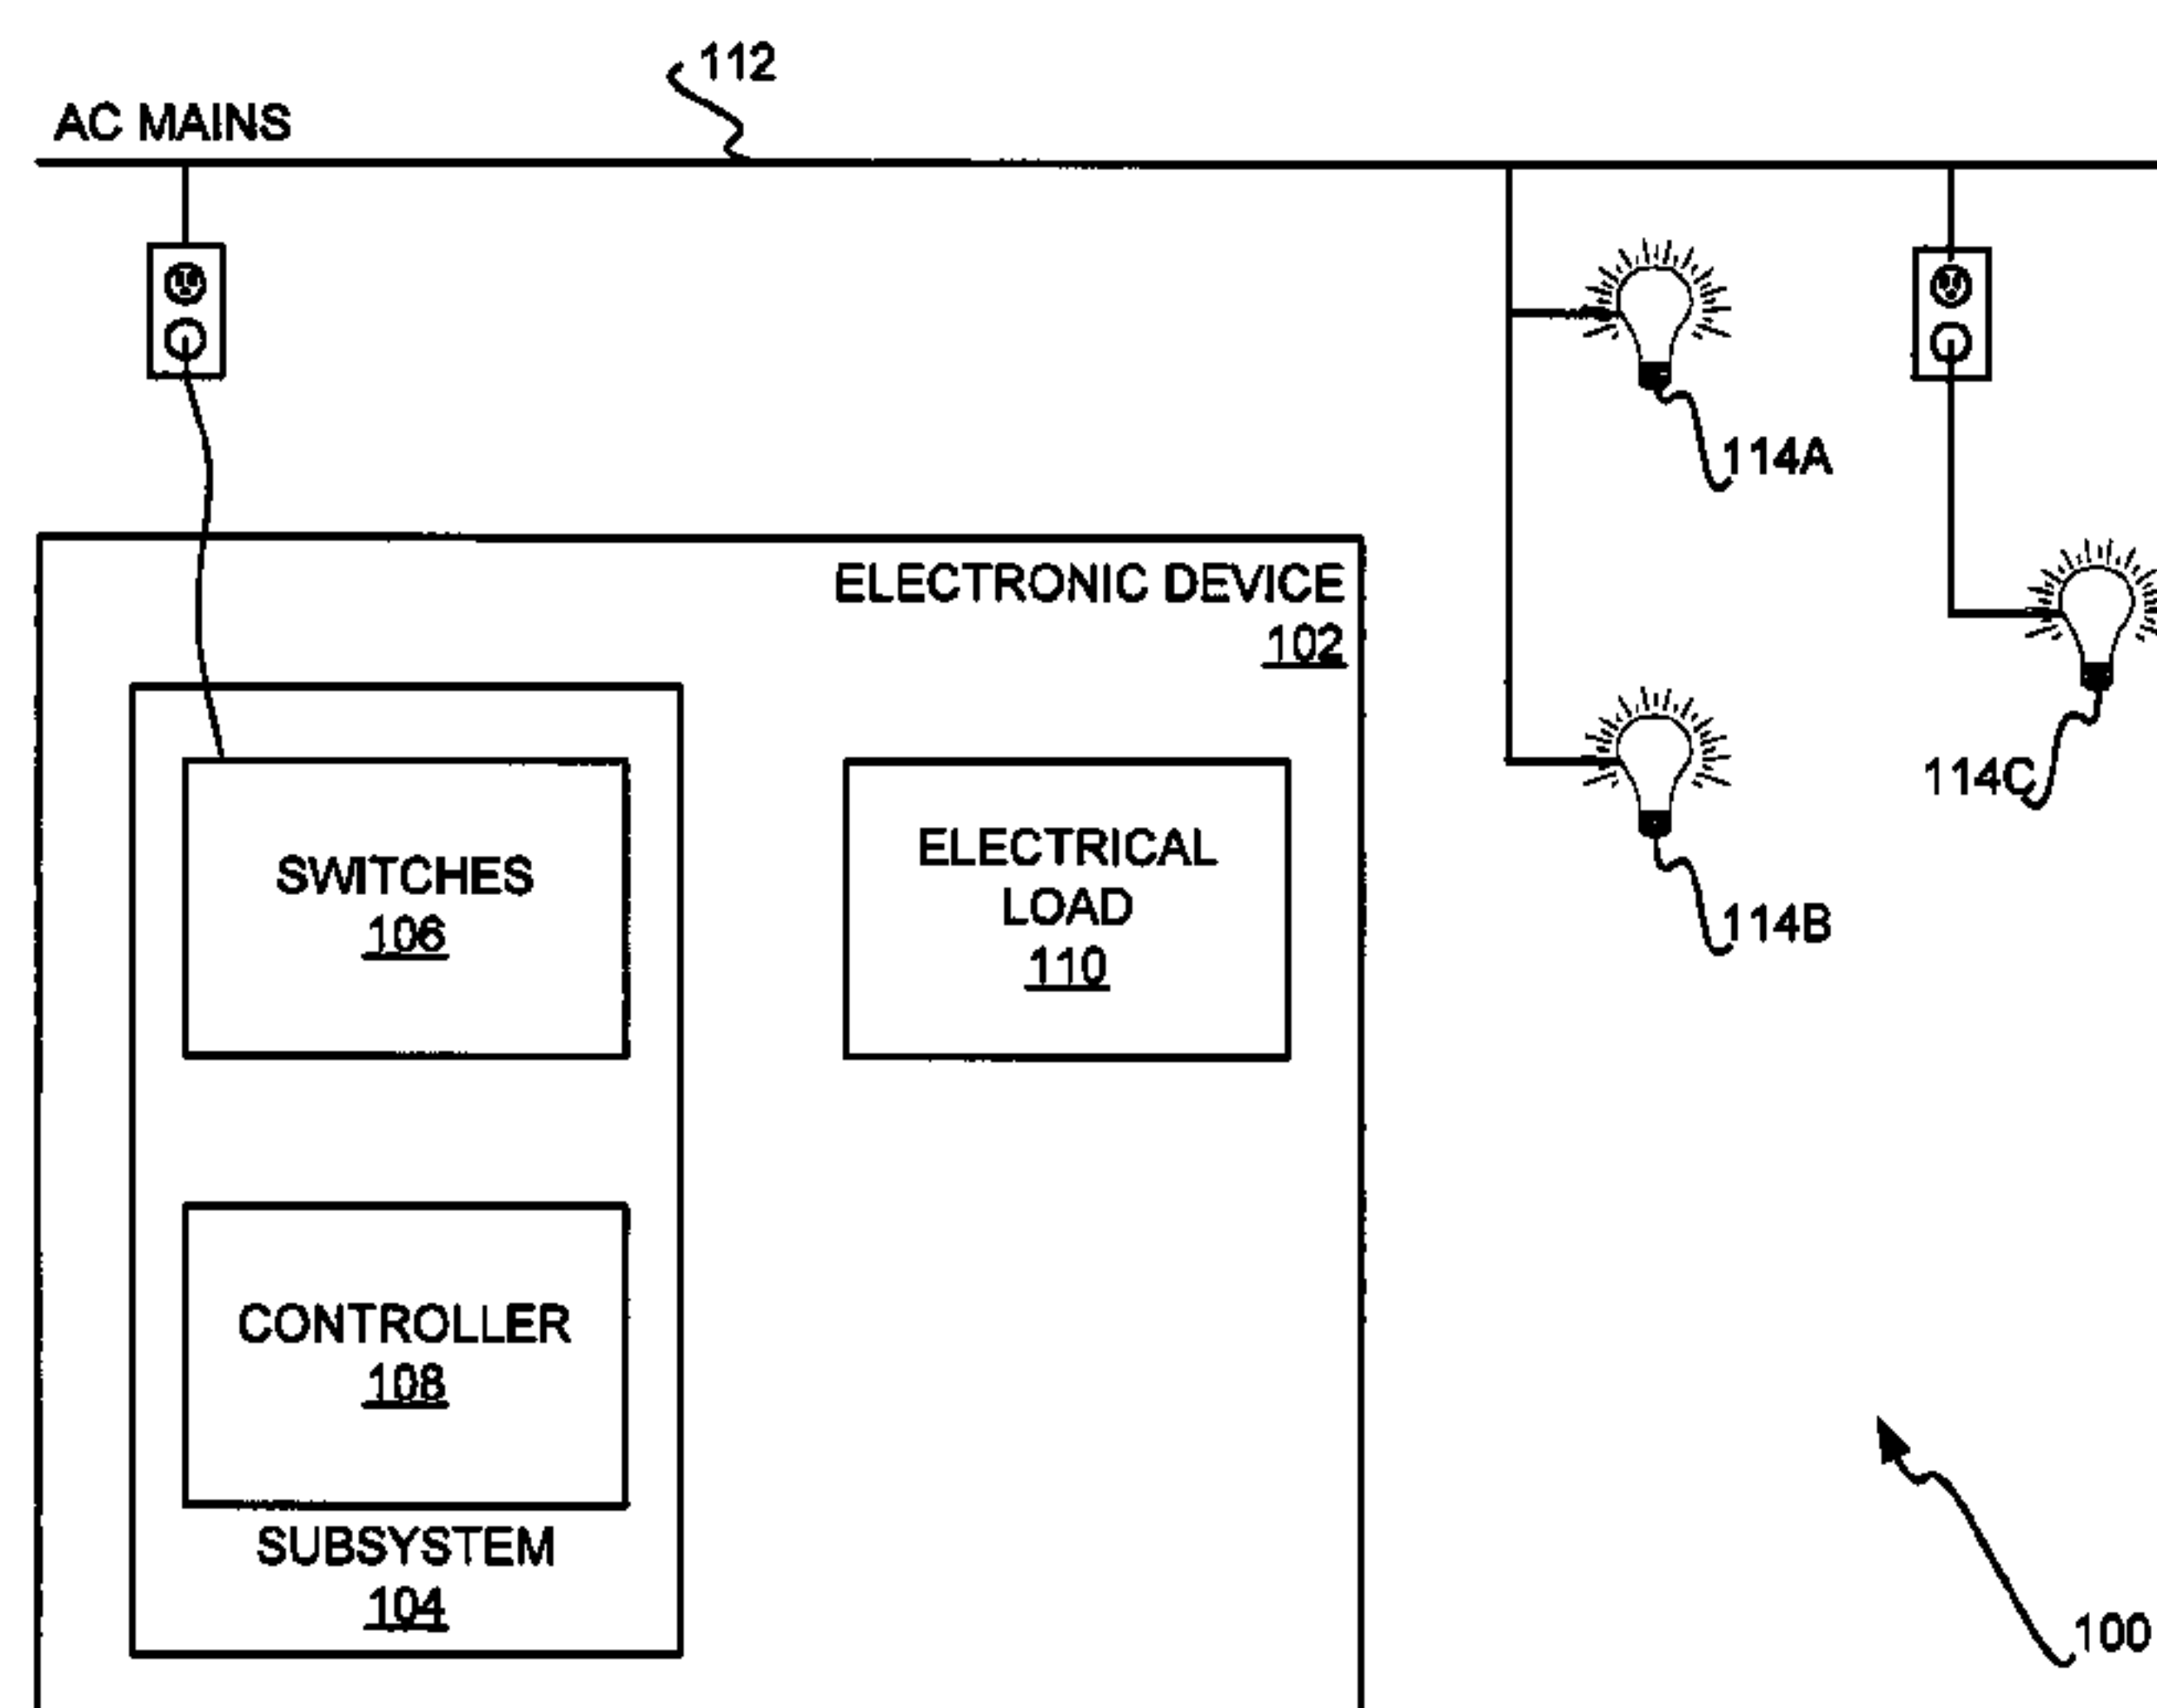 112
AC MAINS
114A
ELECTRONIC DEVICE
102
114C
SWITCHES
106
ELECTRICAL
LOAD
110
114B
CONTROLLER
108
SUBSYSTEM
104
100